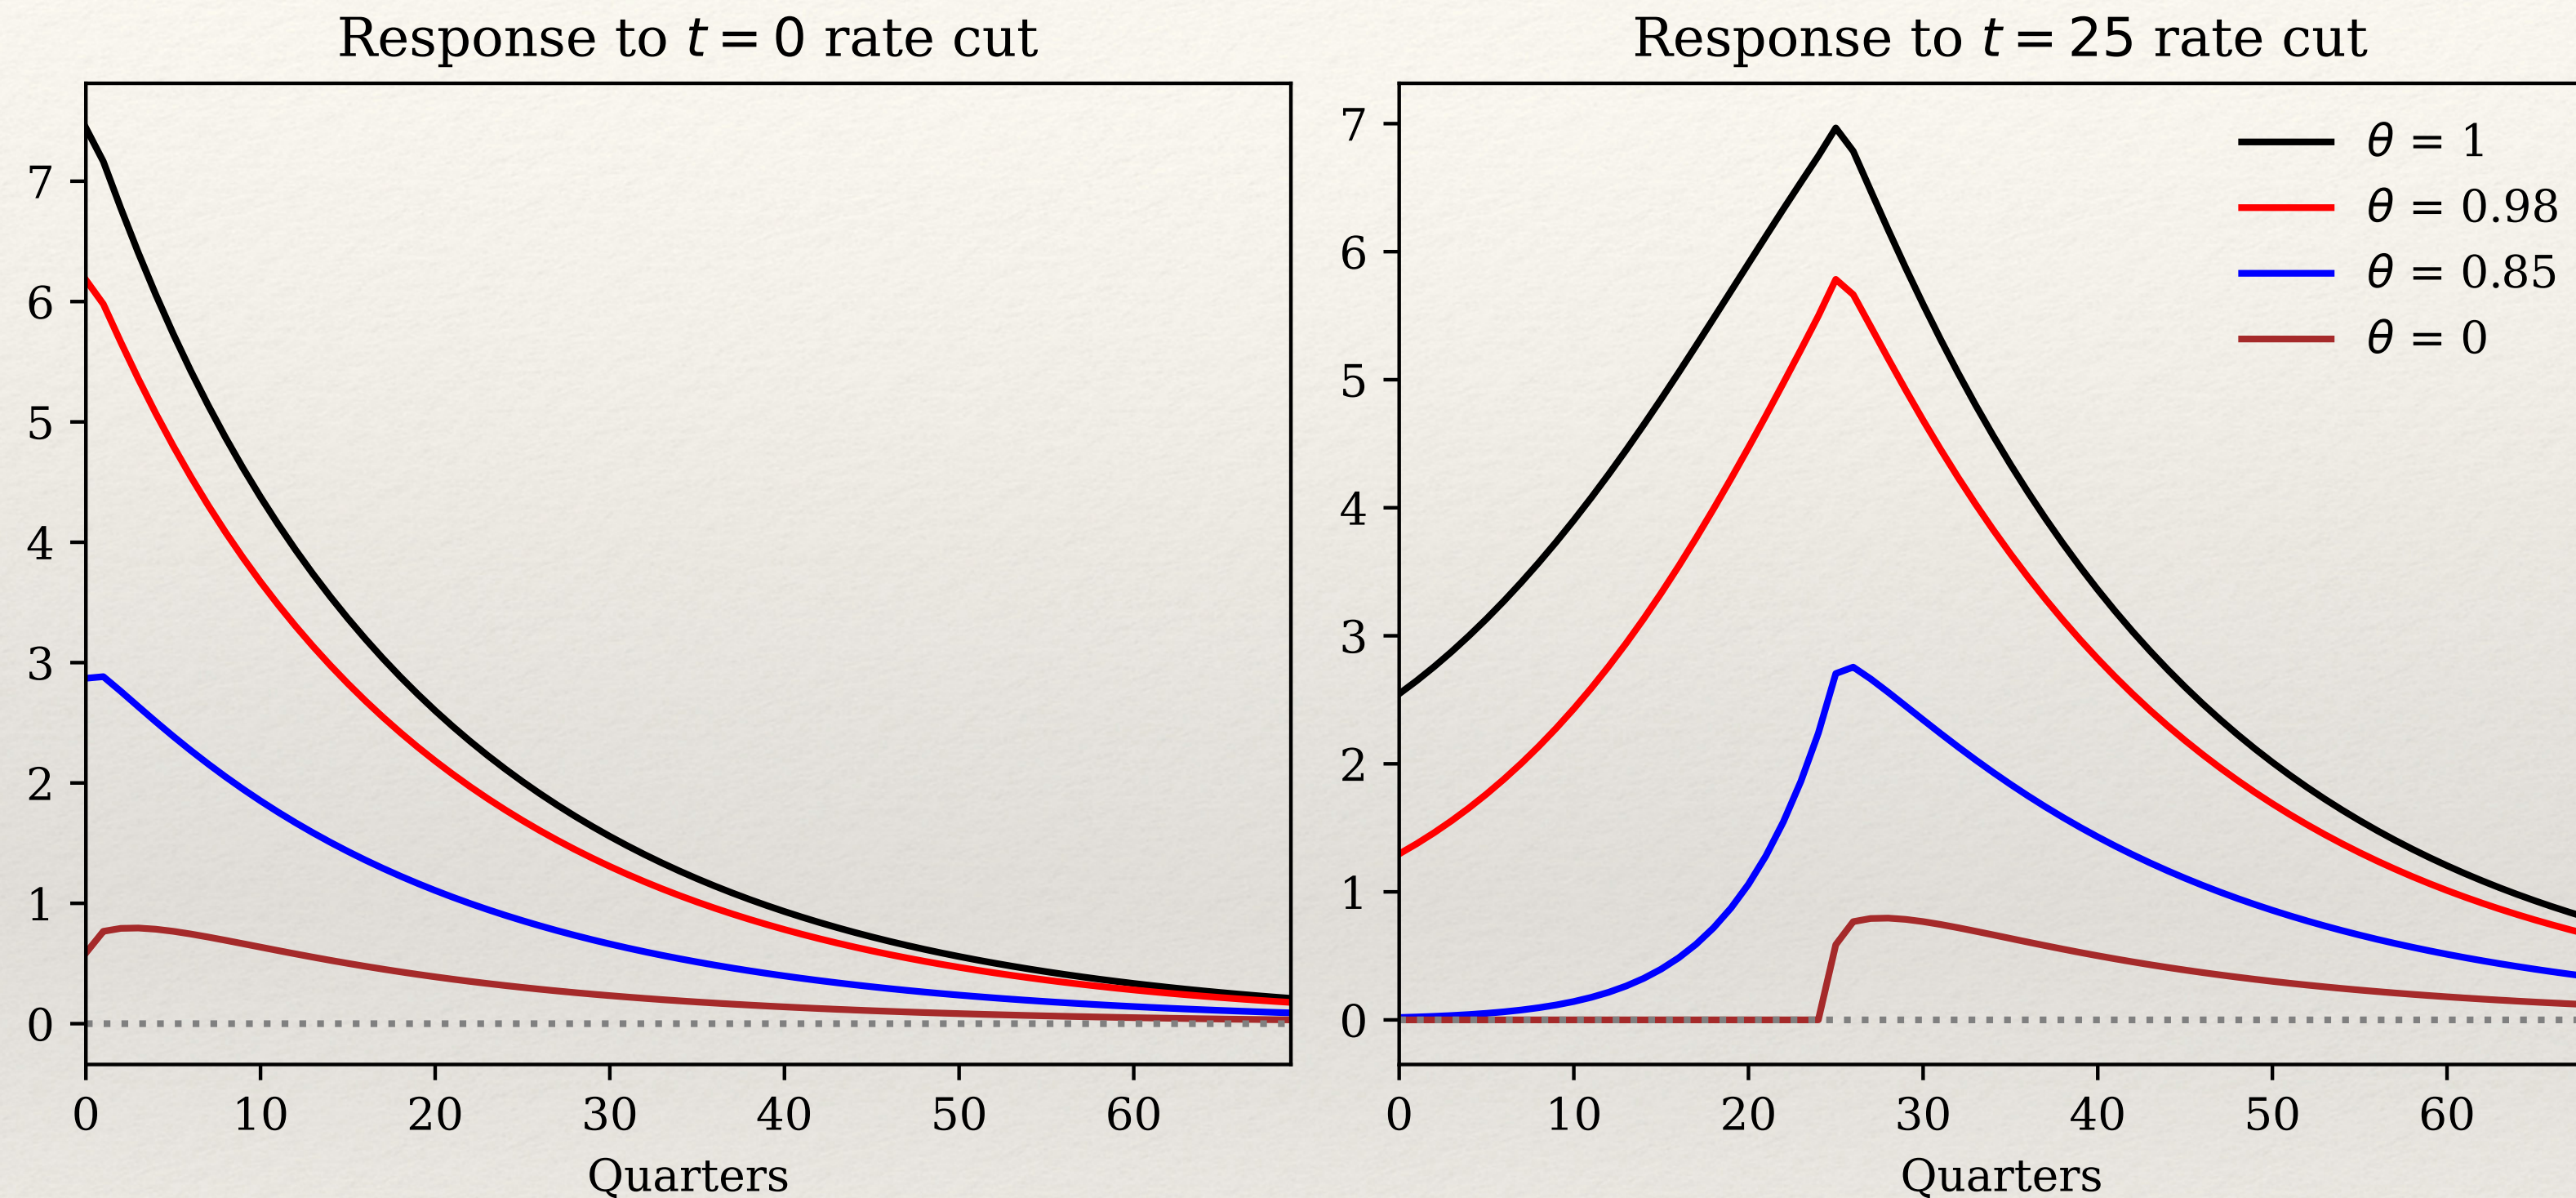 Response to t = 0 rate cut
7
6
5
4
3
2
1
0
0 10 20 30 40 50 60
Quarters
Response to t = 25 rate cut
7
6
5
4
3
2
1
0
θ = 1
θ = 0.98
θ = 0.85
θ = 0
0 10 20 30 40 50 60
Quarters